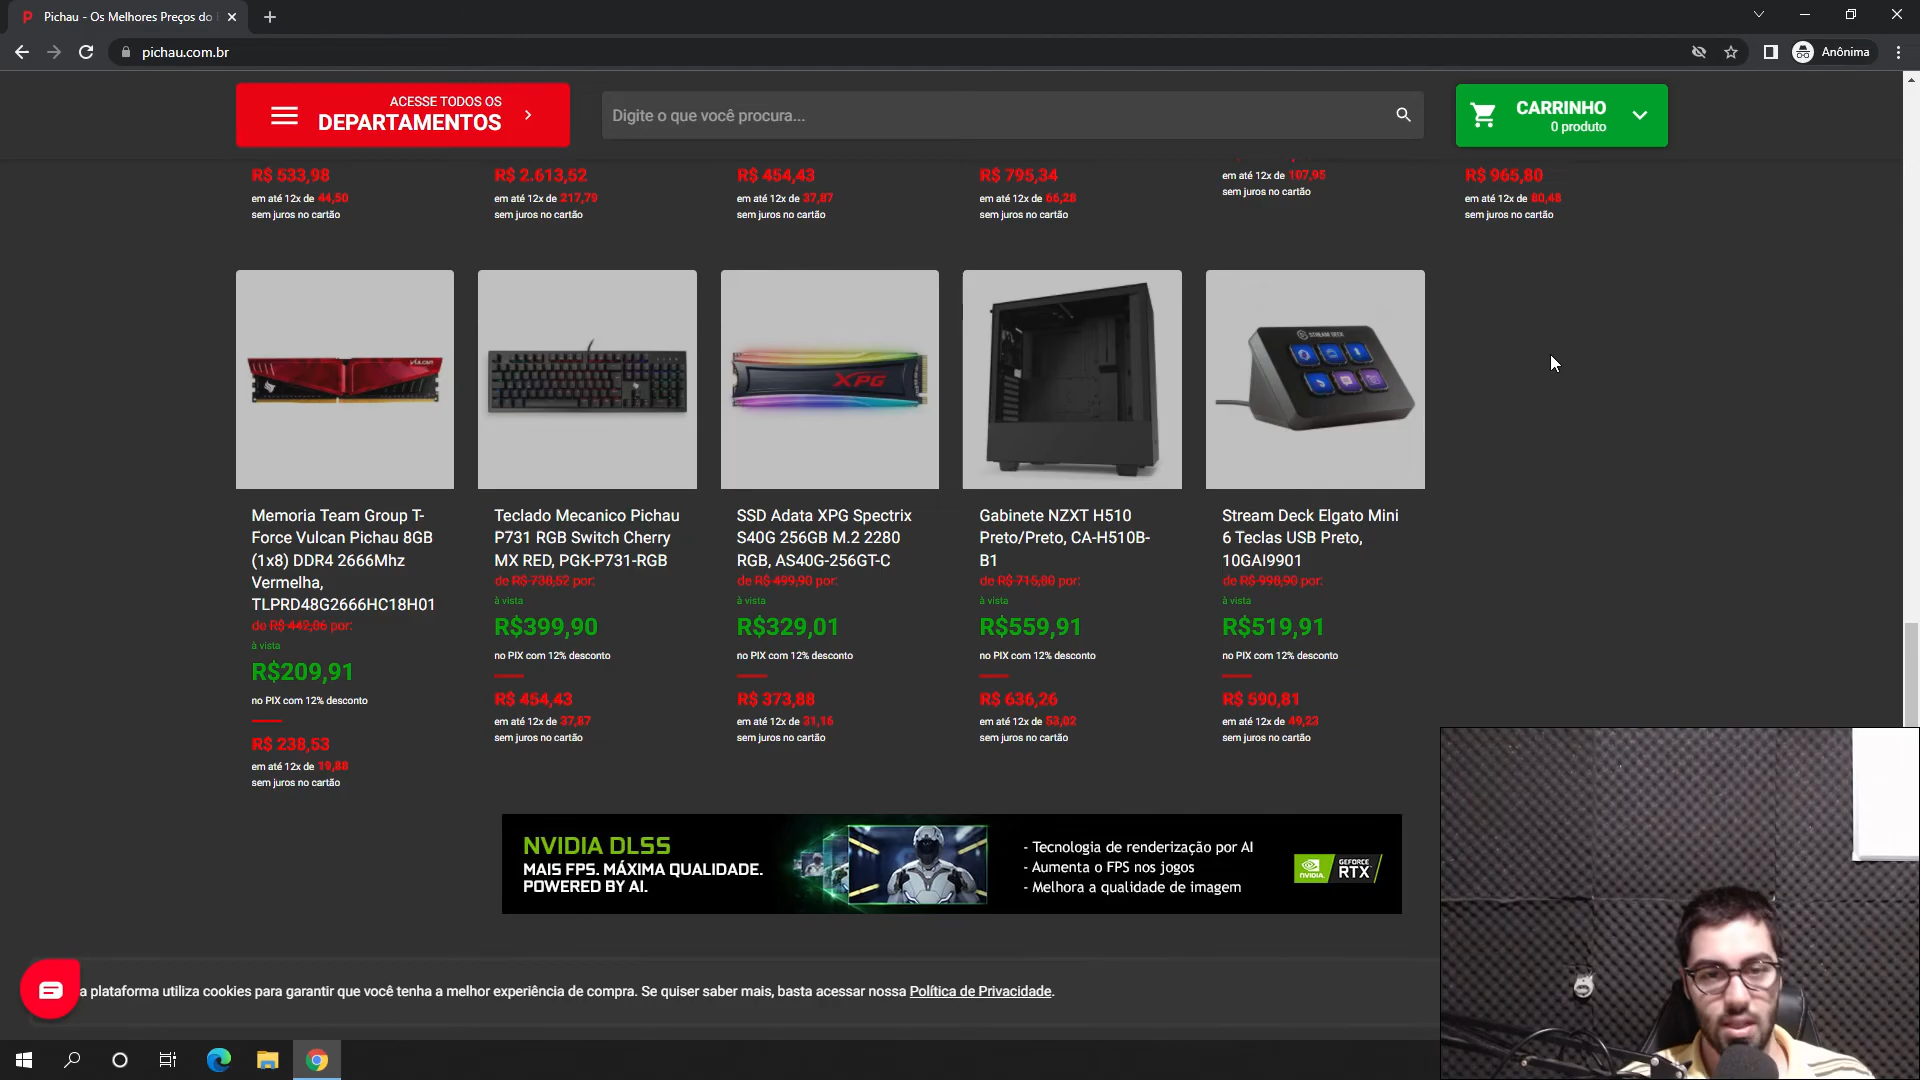 Pichau - Os Melhores Preços do
pichau.com.br
Anônima
ACESSE TODOS OS
DEPARTAMENTOS
Digite o que você procura...
CARRINHO
0 produto
R$ 533,98
em até 12x de 44,50
sem juros no cartão
R$ 2.613,52
em até 12x de 217,79
sem juros no cartão
R$ 454,43
em até 12x de 37,87
sem juros no cartão
R$ 795,34
em até 12x de 66,28
sem juros no cartão
em até 12x de 107,95
sem juros no cartão
R$ 965,80
em até 12x de 80,48
sem juros no cartão
VULCAN
XPG
STREAM DECK
Memoria Team Group T-
Force Vulcan Pichau 8GB
(1x8) DDR4 2666Mhz
Vermelha,
TLPRD48G2666HC18H01
de R$ 442,06 por:
à vista
R$209,91
no PIX com 12% desconto
R$ 238,53
em até 12x de 19,88
sem juros no cartão
Teclado Mecanico Pichau
P731 RGB Switch Cherry
MX RED, PGK-P731-RGB
de R$ 738,52 por:
à vista
R$399,90
no PIX com 12% desconto
R$ 454,43
em até 12x de 37,87
sem juros no cartão
SSD Adata XPG Spectrix
S40G 256GB M.2 2280
RGB, AS40G-256GT-C
de R$ 499,90 por:
à vista
R$329,01
no PIX com 12% desconto
R$ 373,88
em até 12x de 31,16
sem juros no cartão
Gabinete NZXT H510
Preto/Preto, CA-H510B-
B1
de R$ 715,80 por:
à vista
R$559,91
no PIX com 12% desconto
R$ 636,26
em até 12x de 53,02
sem juros no cartão
Stream Deck Elgato Mini
6 Teclas USB Preto,
10GAI9901
de R$ 998,90 por:
à vista
R$519,91
no PIX com 12% desconto
R$ 590,81
em até 12x de 49,23
sem juros no cartão
NVIDIA DLSS
MAIS FPS. MÁXIMA QUALIDADE.
POWERED BY AI.
- Tecnologia de renderização por AI
- Aumenta o FPS nos jogos
- Melhora a qualidade de imagem
NVIDIA
GEFORCE
RTX
a plataforma utiliza cookies para garantir que você tenha a melhor experiência de compra. Se quiser saber mais, basta acessar nossa Política de Privacidade.